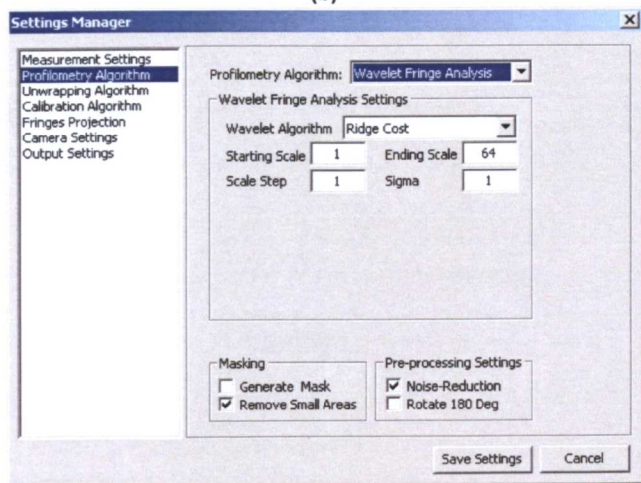 Settings Manager
Measurement Settings
Profilometry Algorithm
Unwrapping Algorithm
Calibration Algorithm
Fringes Projection
Camera Settings
Output Settings
Profilometry Algorithm: Wavelet Fringe Analysis
Wavelet Fringe Analysis Settings
Wavelet Algorithm Ridge Cost
Starting Scale 1 Ending Scale 64
Scale Step 1 Sigma 1
Masking
Generate Mask
Remove Small Areas
Pre-processing Settings
Noise-Reduction
Rotate 180 Deg
Save Settings Cancel